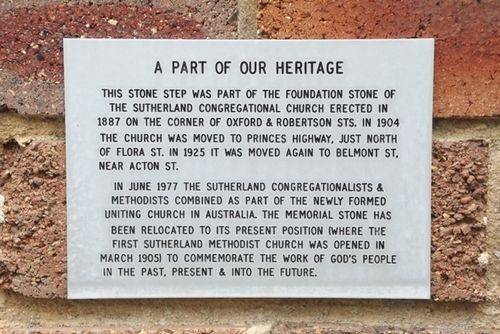 A PART OF OUR HERITAGE
THIS STONE STEP WAS PART OF THE FOUNDATION STONE OF
THE SUTHERLAND CONGREGATIONAL CHURCH ERECTED IN
1887 ON THE CORNER OF OXFORD & ROBERTSON STS. IN 1904
THE CHURCH WAS MOVED TO PRINCES HIGHWAY, JUST NORTH
OF FLORA ST. IN 1925 IT WAS MOVED AGAIN TO BELMONT ST,
NEAR ACTON ST.
IN JUNE 1977 THE SUTHERLAND CONGREGATIONALISTS &
METHODISTS COMBINED AS PART OF THE NEWLY FORMED
UNITING CHURCH IN AUSTRALIA. THE MEMORIAL STONE HAS
BEEN RELOCATED TO ITS PRESENT POSITION (WHERE THE
FIRST SUTHERLAND METHODIST CHURCH WAS OPENED IN
MARCH 1905) TO COMMEMORATE THE WORK OF GOD'S PEOPLE
IN THE PAST, PRESENT & INTO THE FUTURE.